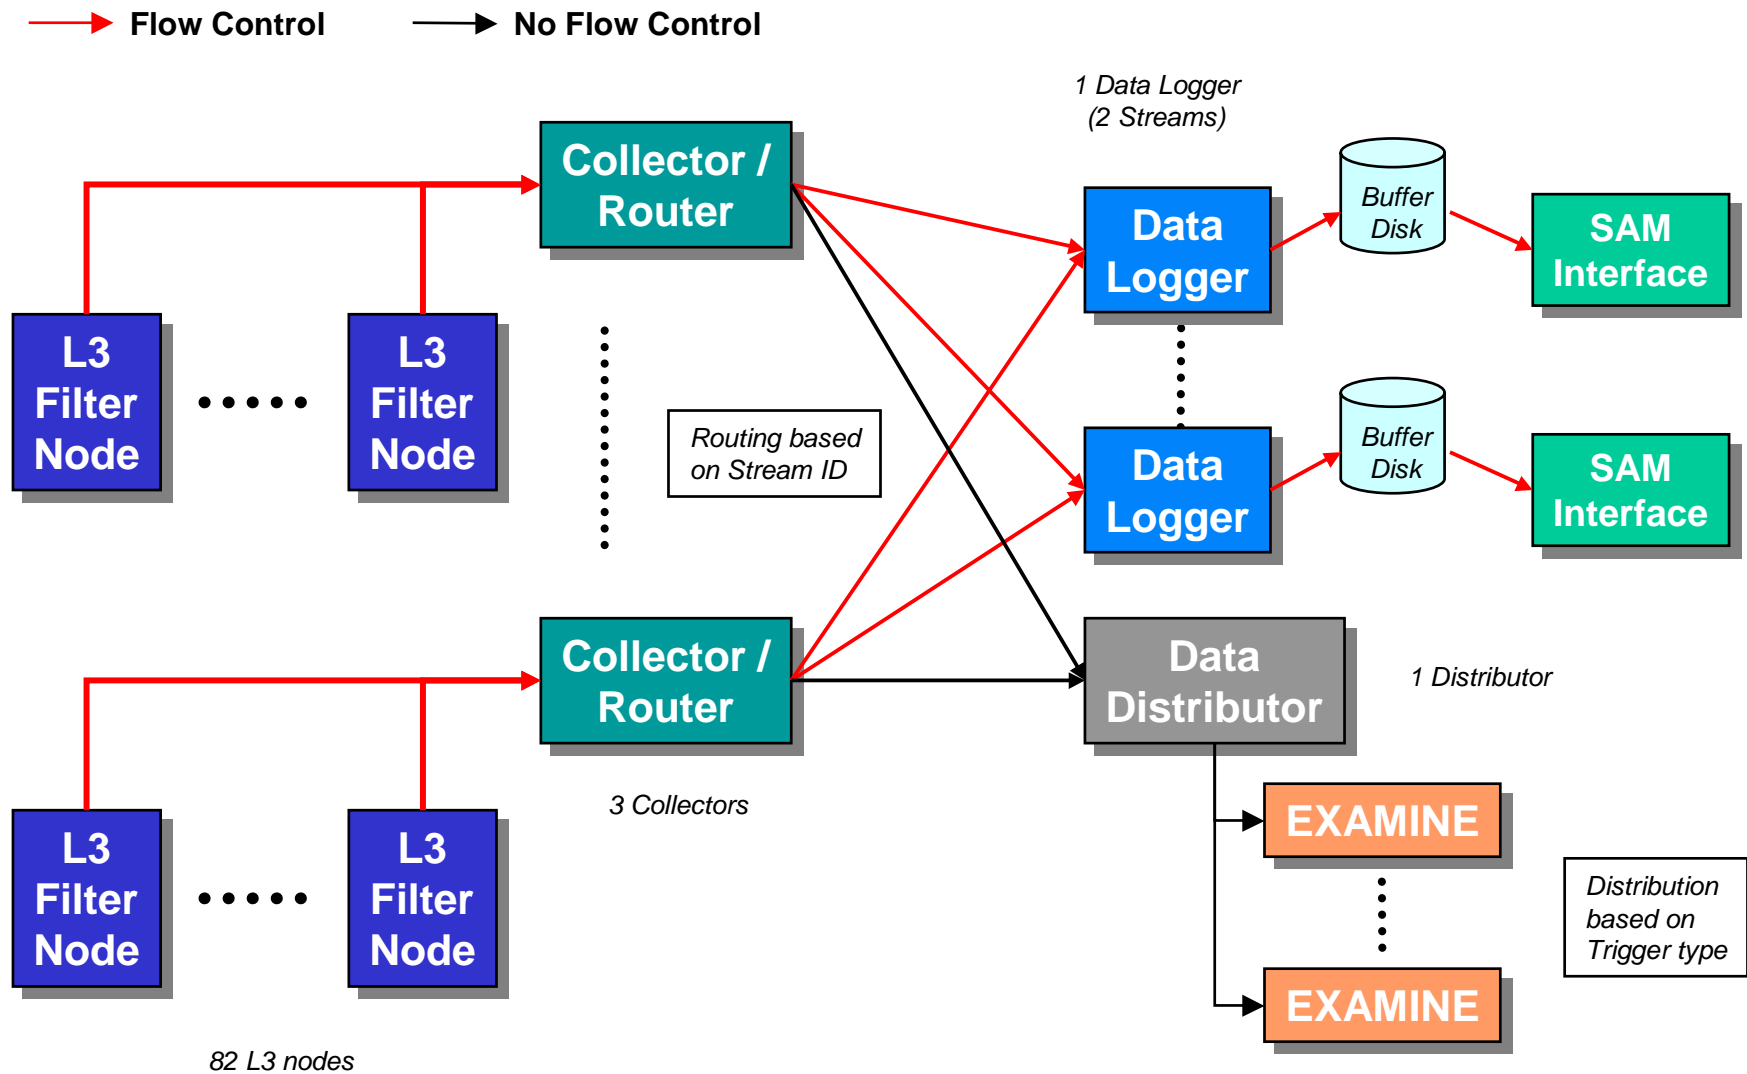 Flow Control
No Flow Control
1 Data Logger
(2 Streams)
Collector /
Router
Data
Logger
Buffer
Disk
SAM
Interface
L3
Filter
Node
L3
Filter
Node
Routing based
on Stream ID
Data
Logger
Buffer
Disk
SAM
Interface
Collector /
Router
Data
Distributor
1 Distributor
3 Collectors
L3
Filter
Node
L3
Filter
Node
EXAMINE
EXAMINE
Distribution
based on
Trigger type
82 L3 nodes